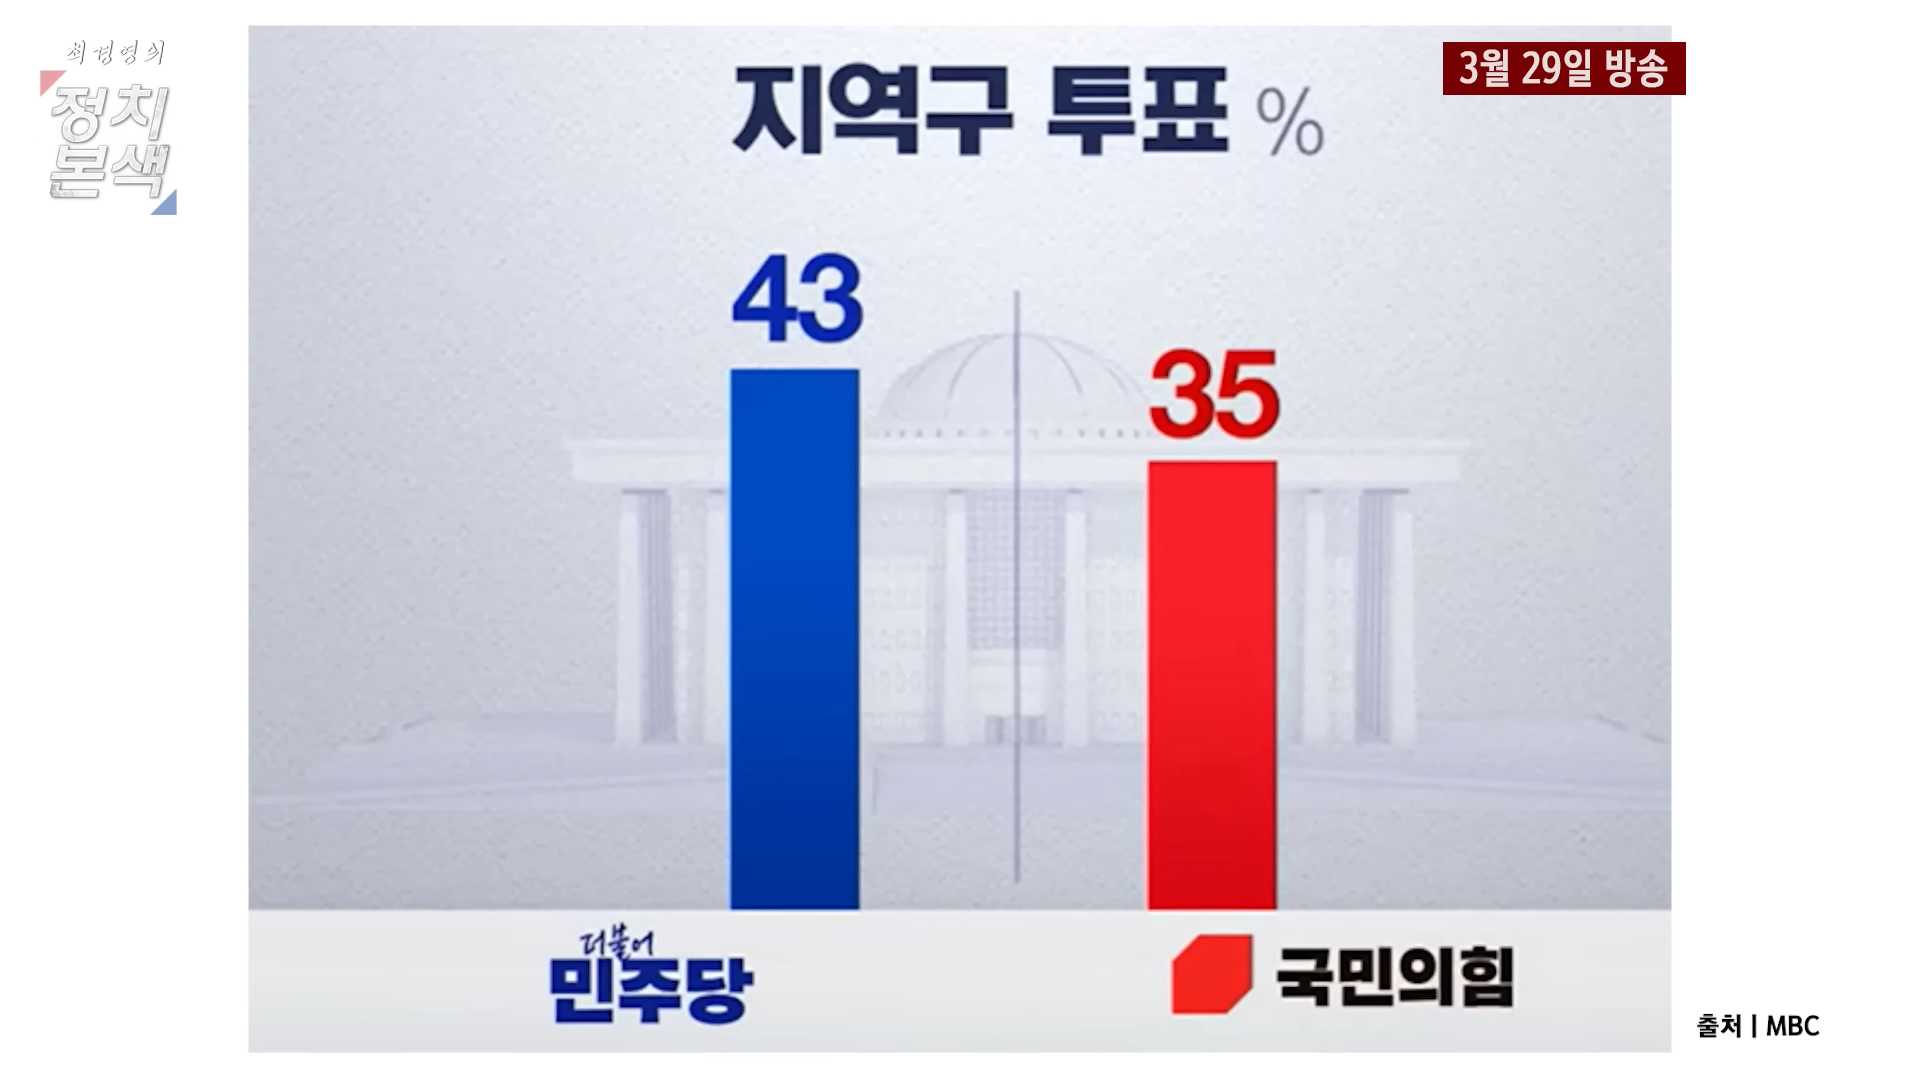 최경영의
정치
본색
3월 29일 방송
지역구 투표 %
43
35
더불어
민주당
국민의힘
출처 | MBC